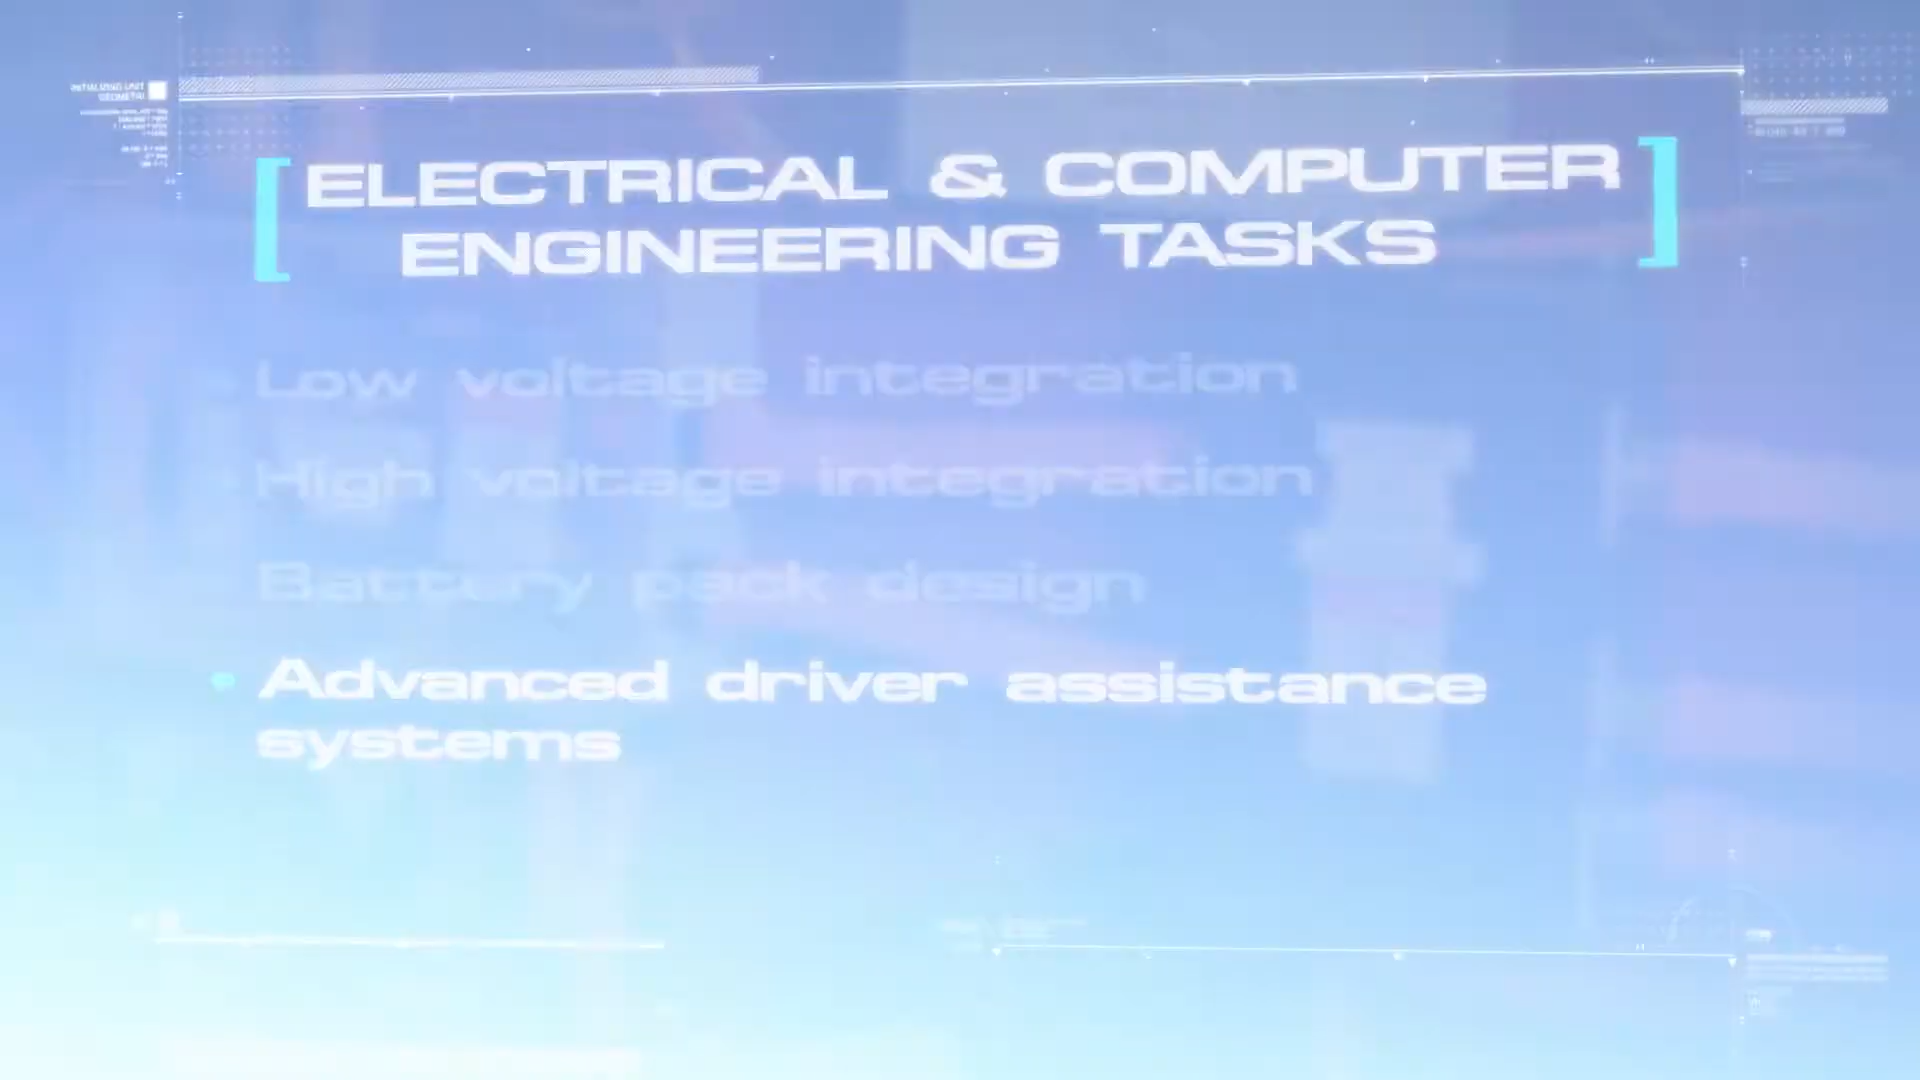 ELECTRICAL & COMPUTER
ENGINEERING TASKS
Low voltage integration
High voltage integration
Battery pack design
• Advanced driver assistance
systems